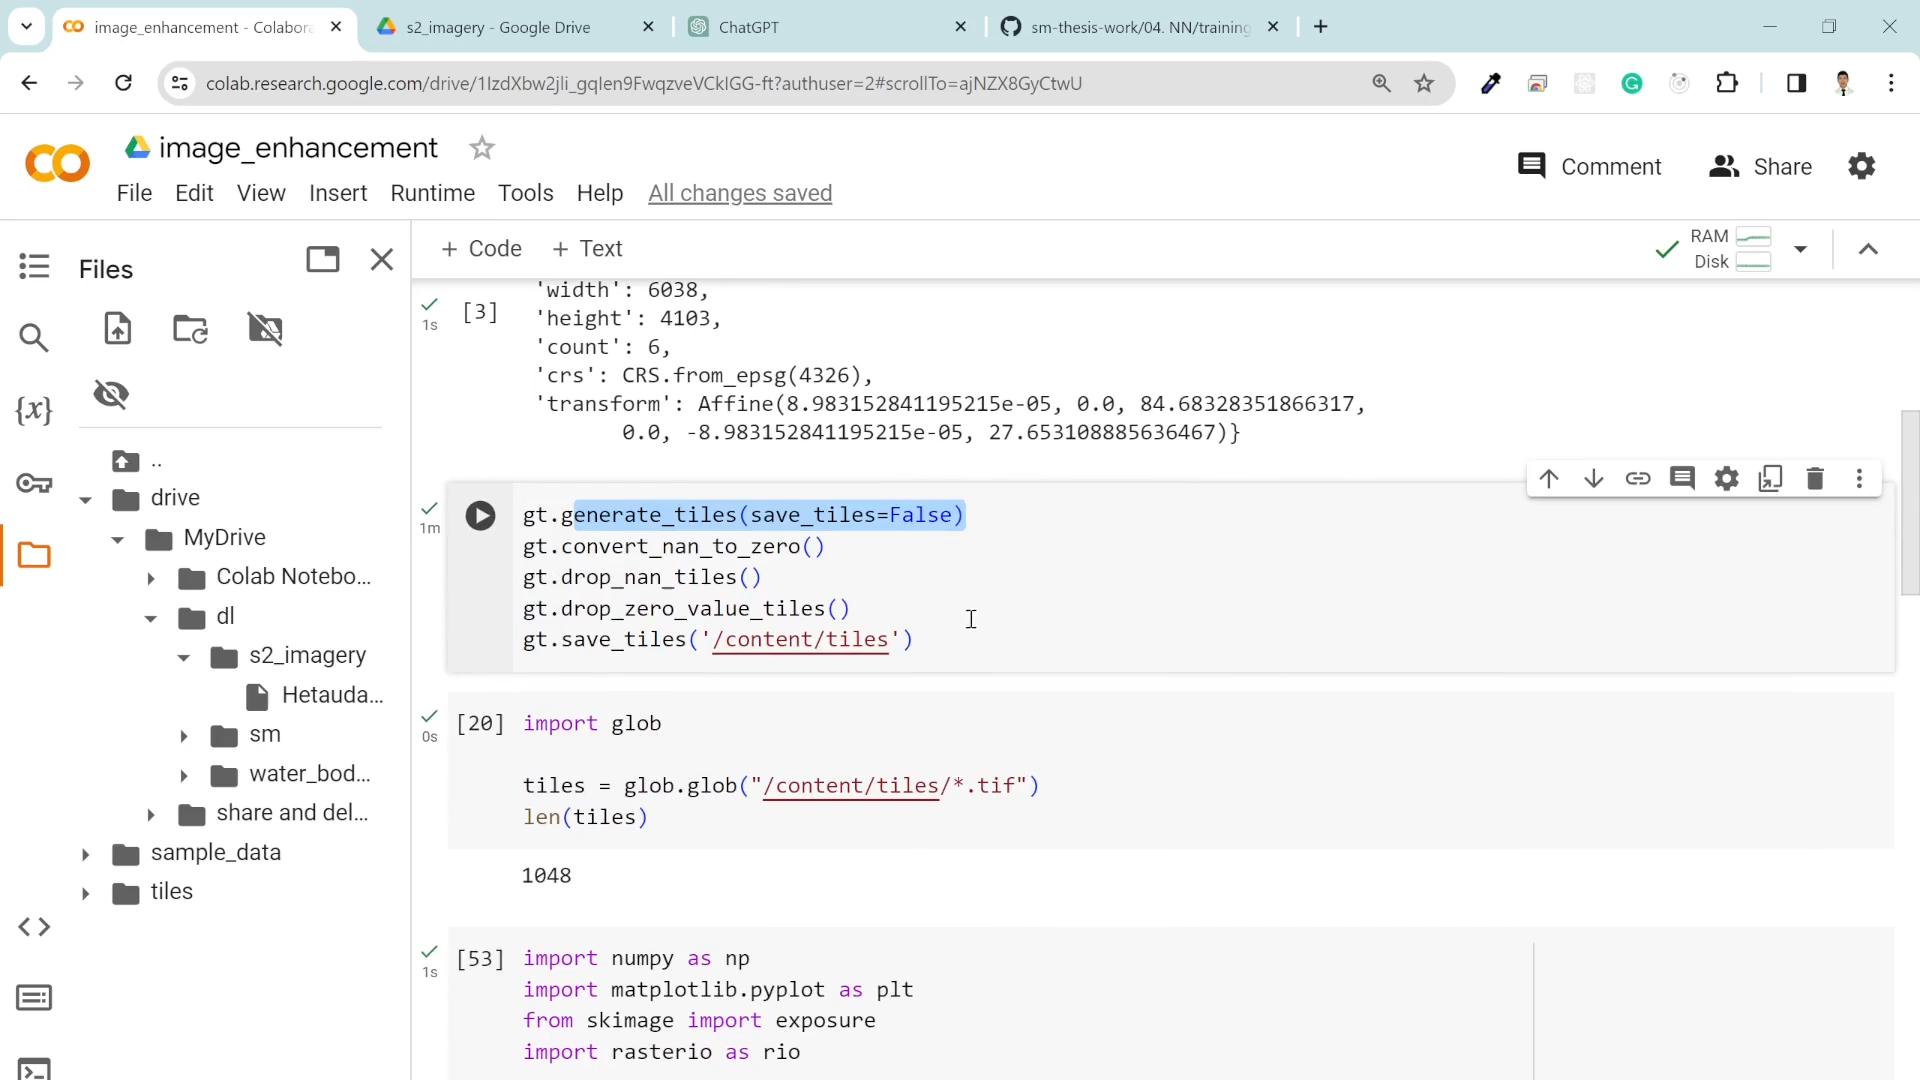 image_enhancement - Colabora
s2_imagery - Google Drive
ChatGPT
sm-thesis-work/04. NN/training
colab.research.google.com/drive/1IzdXbw2jli_gqIen9FwqzveVCkIGG-ft?authuser=2#scrollTo=ajNZX8GyCtwU
image_enhancement
File Edit View Insert Runtime Tools Help All changes saved
Comment
Share
Files
+ Code + Text
RAM
Disk
..
drive
MyDrive
Colab Notebo...
dl
s2_imagery
Hetauda...
sm
water_bod...
share and del...
sample_data
tiles
{x}
1s
[3]
'width': 6038,
'height': 4103,
'count': 6,
'crs': CRS.from_epsg(4326),
'transform': Affine(8.983152841195215e-05, 0.0, 84.68328351866317,
0.0, -8.983152841195215e-05, 27.653108885636467)}
1m
gt.generate_tiles(save_tiles=False)
gt.convert_nan_to_zero()
gt.drop_nan_tiles()
gt.drop_zero_value_tiles()
gt.save_tiles('/content/tiles')
0s
[20] import glob
tiles = glob.glob("/content/tiles/*.tif")
len(tiles)
1048
1s
[53] import numpy as np
import matplotlib.pyplot as plt
from skimage import exposure
import rasterio as rio